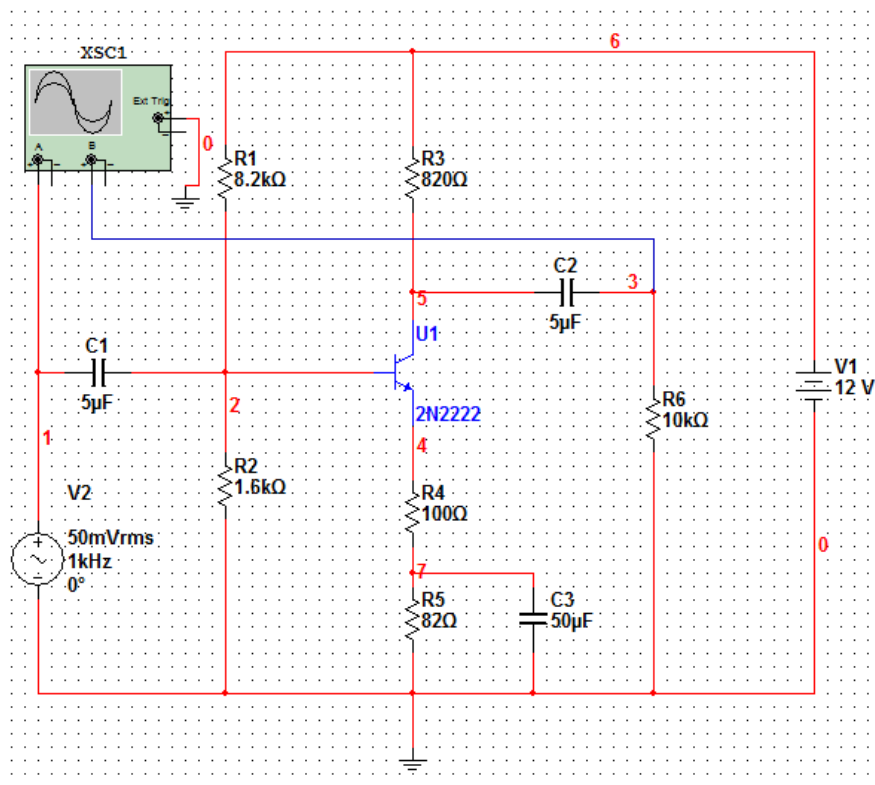 XSC1
6
Ext Trig
+
0
_
A
B
+
_
+
_
R1
8.2kΩ
R3
820Ω
C2
3
5
5µF
U1
C1
5µF
2
2N2222
V1
12 V
R6
10kΩ
1
4
R2
1.6kΩ
V2
R4
100Ω
50mVrms
1kHz
0°
0
7
R5
82Ω
C3
50µF